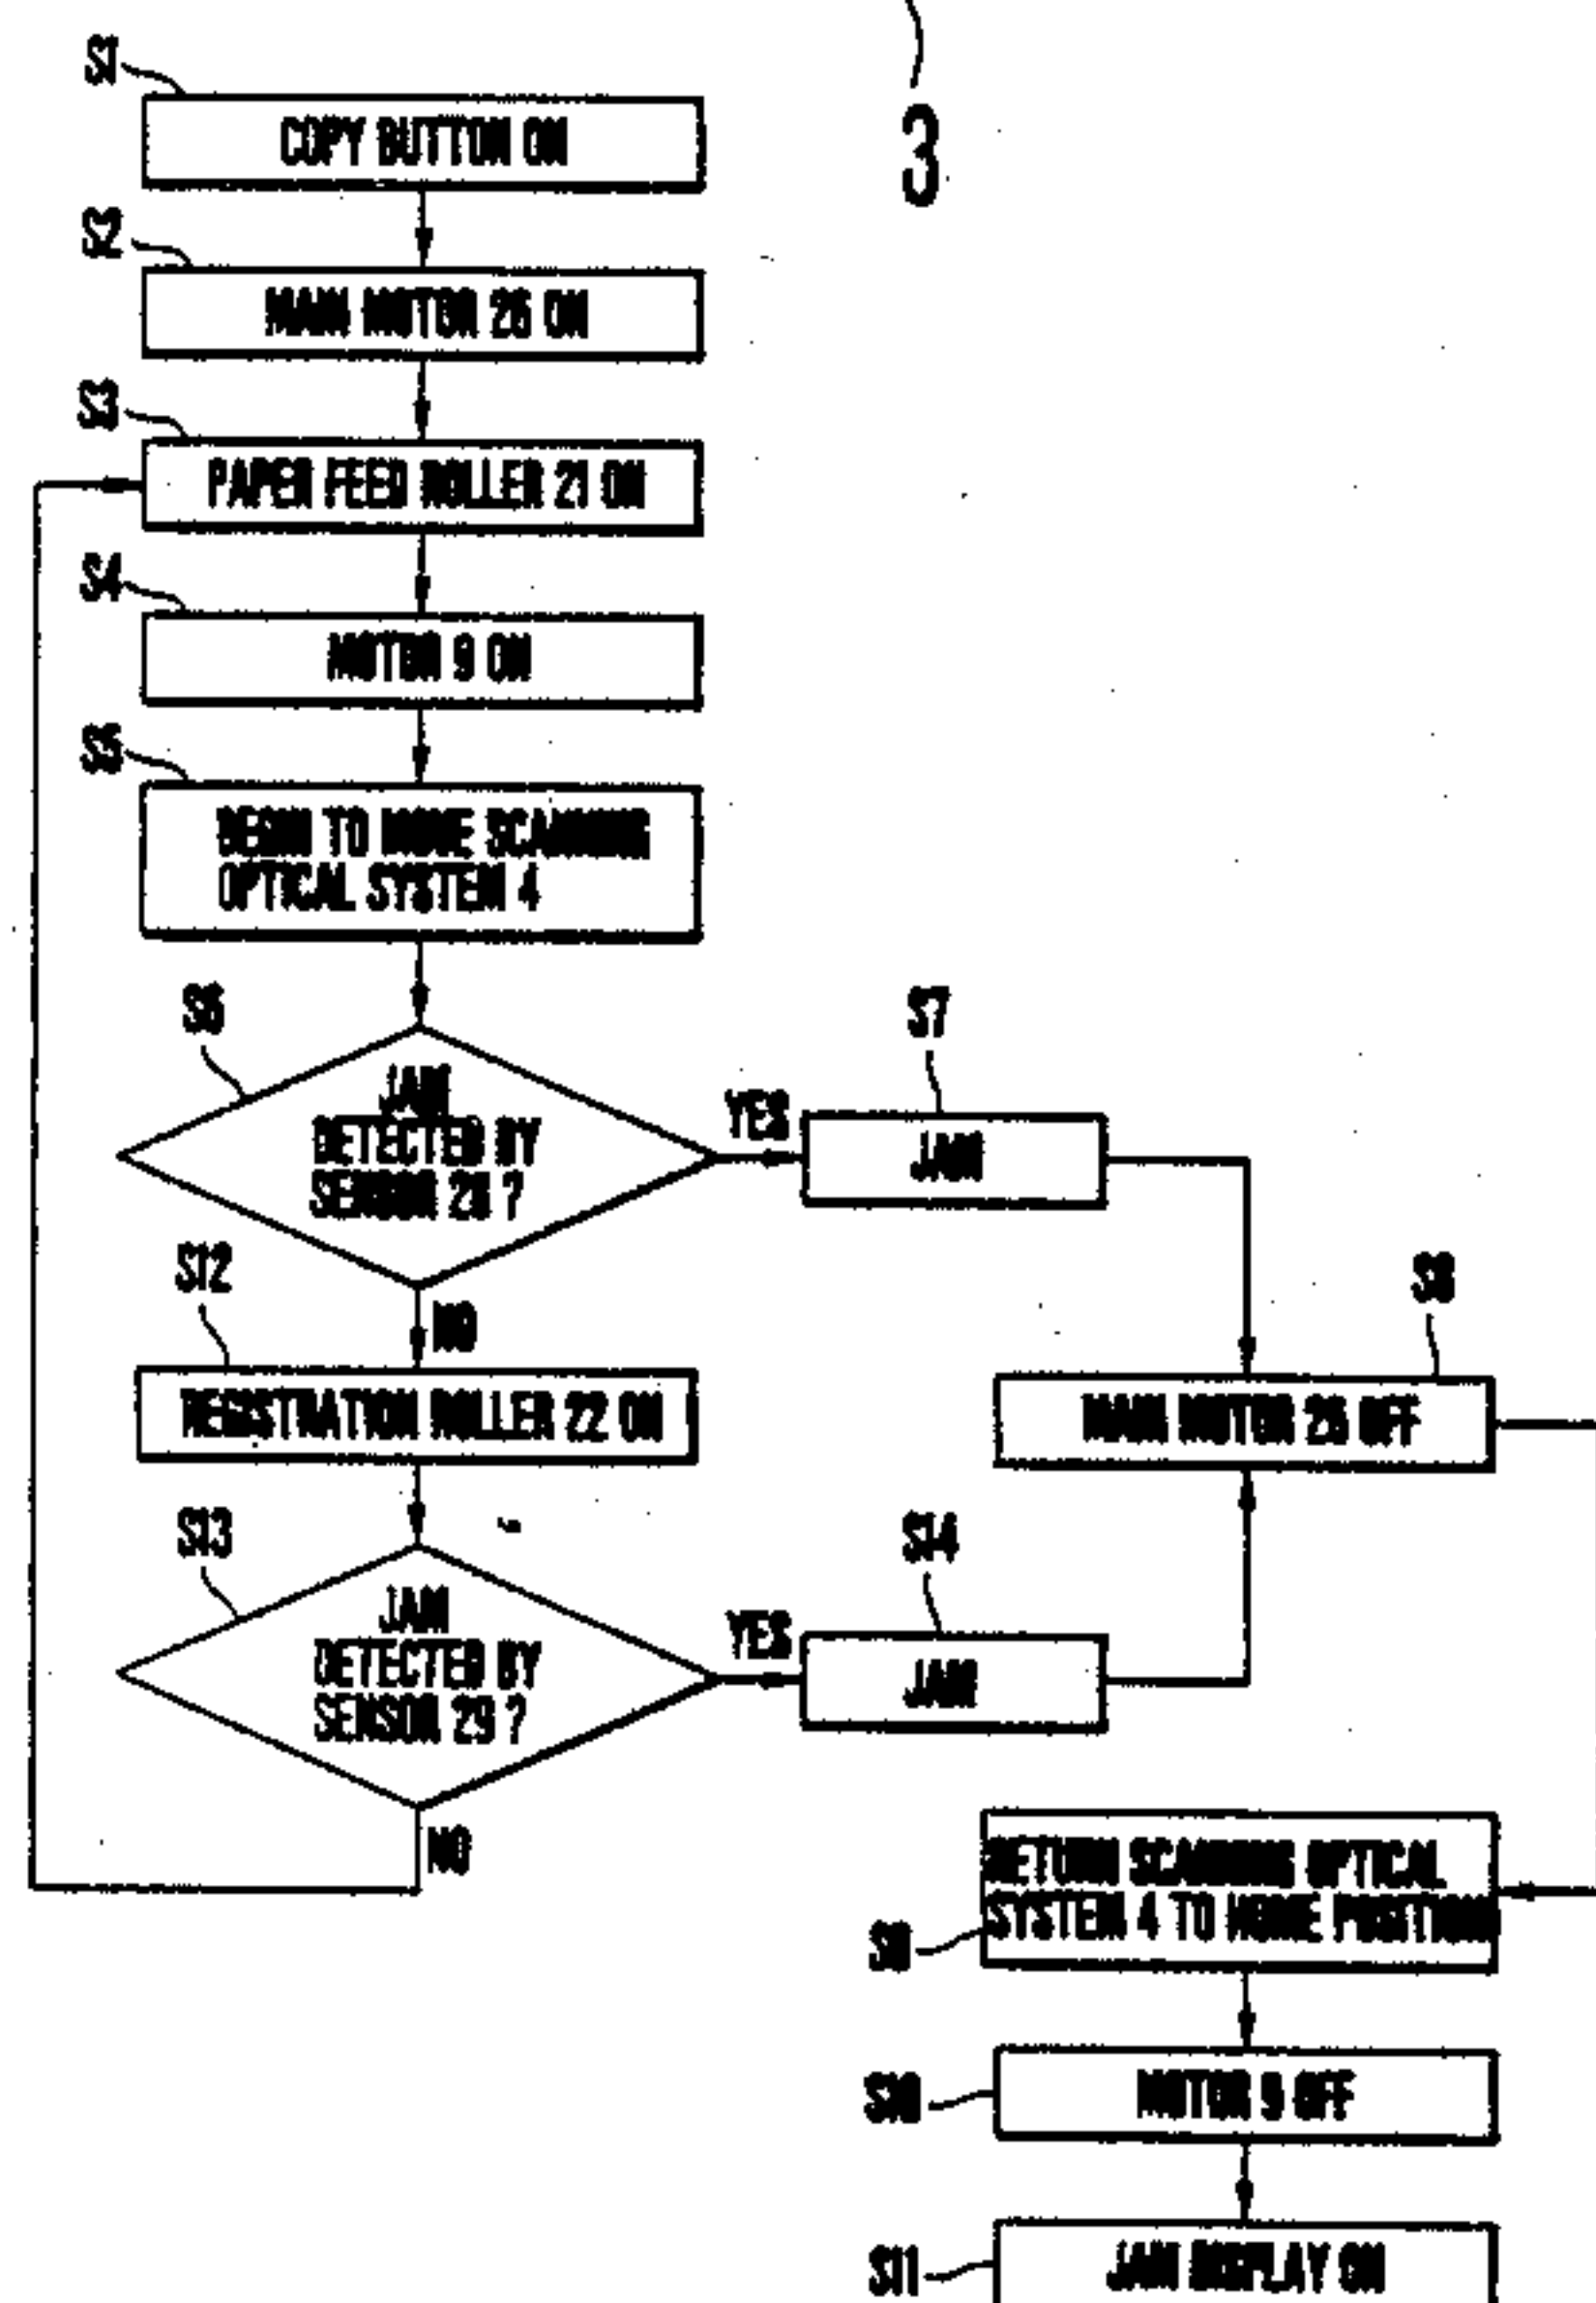 3
S1
COPY BUTTON ON
S2
MAIN MOTOR 26 ON
S3
PAPER FEED ROLLER 21 ON
S4
MOTOR 9 ON
S5
BEGIN TO MOVE SCANNING
OPTICAL SYSTEM 4
S6
JAM
DETECTED BY
SENSOR 28 ?
YES
S7
JAM
NO
S12
REGISTRATION ROLLER 22 ON
S8
MAIN MOTOR 26 OFF
S13
JAM
DETECTED BY
SENSOR 29 ?
YES
S14
JAM
NO
S9
RETURN SCANNING OPTICAL
SYSTEM 4 TO HOME POSITION
S10
MOTOR 9 OFF
S11
JAM DISPLAY ON